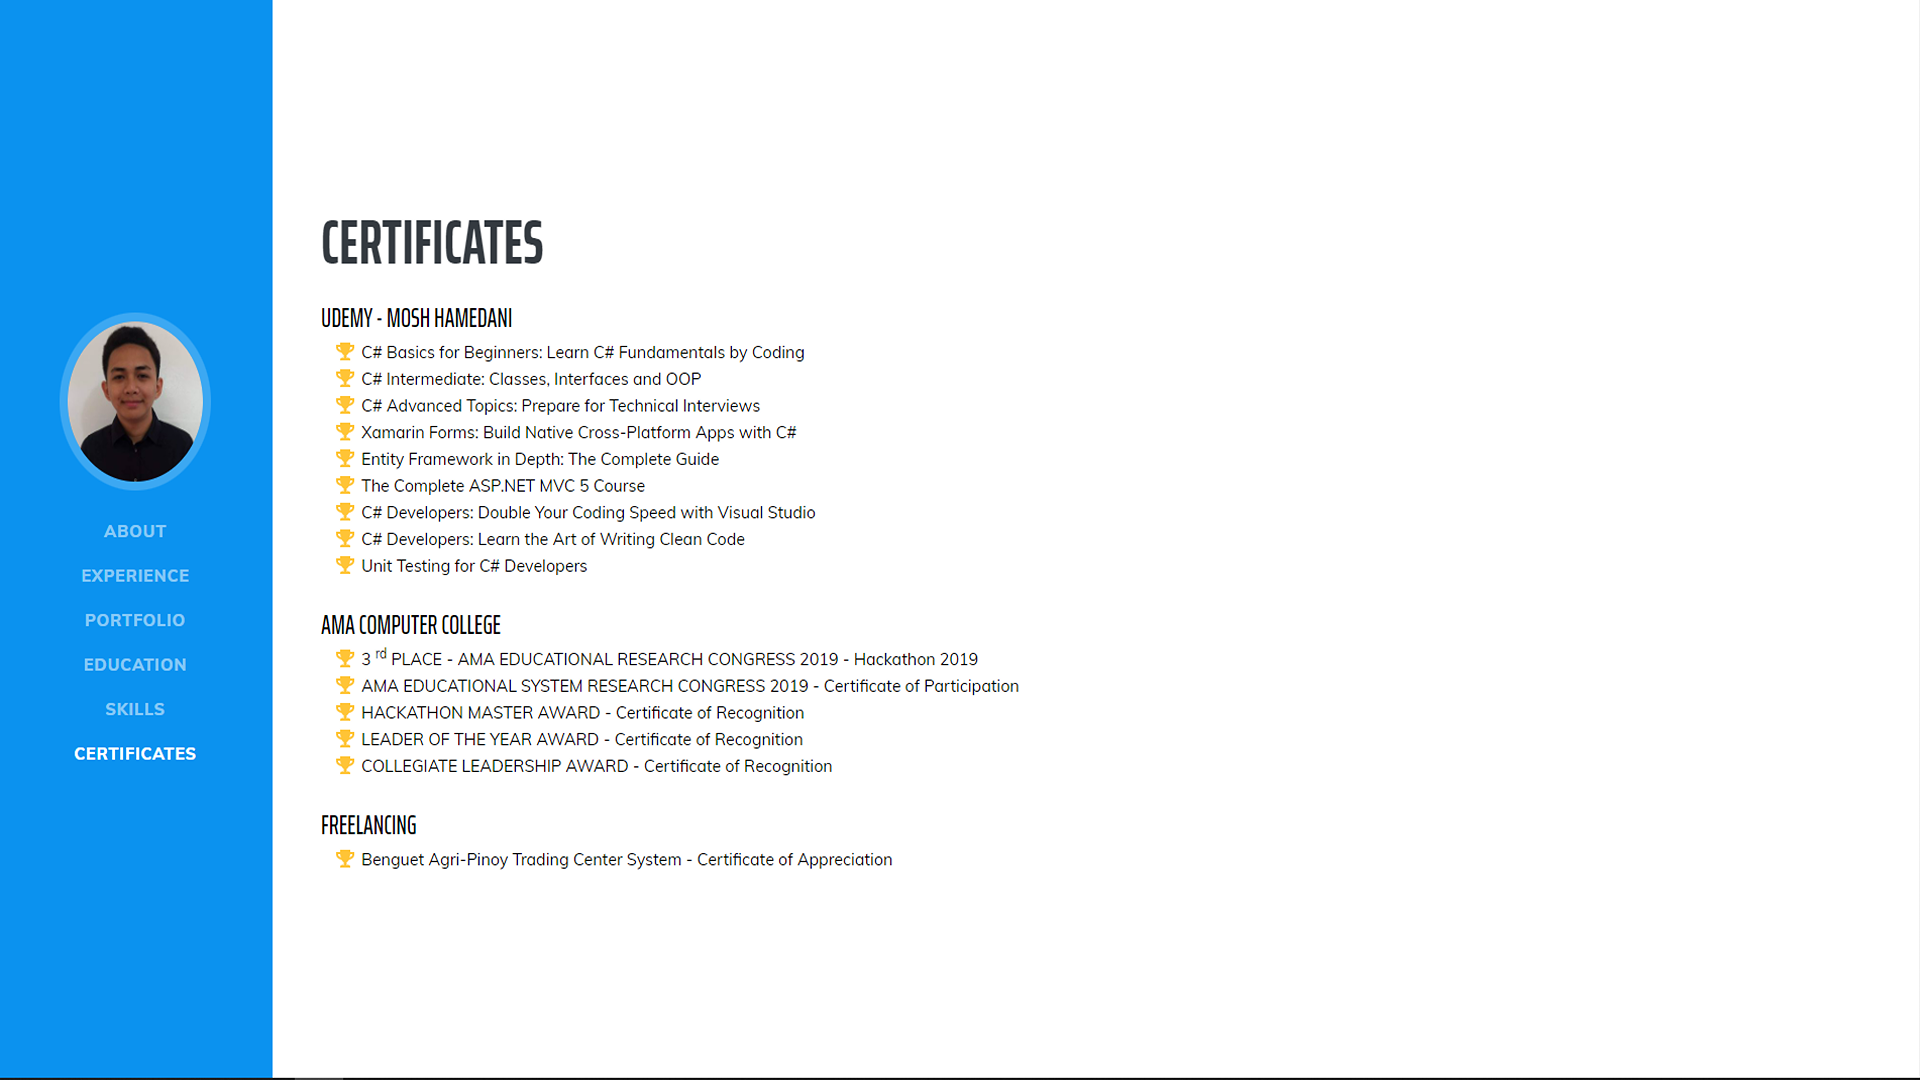 ABOUT
EXPERIENCE
PORTFOLIO
EDUCATION
SKILLS
CERTIFICATES
CERTIFICATES
UDEMY - MOSH HAMEDANI
C# Basics for Beginners: Learn C# Fundamentals by Coding
C# Intermediate: Classes, Interfaces and OOP
C# Advanced Topics: Prepare for Technical Interviews
Xamarin Forms: Build Native Cross-Platform Apps with C#
Entity Framework in Depth: The Complete Guide
The Complete ASP.NET MVC 5 Course
C# Developers: Double Your Coding Speed with Visual Studio
C# Developers: Learn the Art of Writing Clean Code
Unit Testing for C# Developers
AMA COMPUTER COLLEGE
3 rd PLACE - AMA EDUCATIONAL RESEARCH CONGRESS 2019 - Hackathon 2019
AMA EDUCATIONAL SYSTEM RESEARCH CONGRESS 2019 - Certificate of Participation
HACKATHON MASTER AWARD - Certificate of Recognition
LEADER OF THE YEAR AWARD - Certificate of Recognition
COLLEGIATE LEADERSHIP AWARD - Certificate of Recognition
FREELANCING
Benguet Agri-Pinoy Trading Center System - Certificate of Appreciation